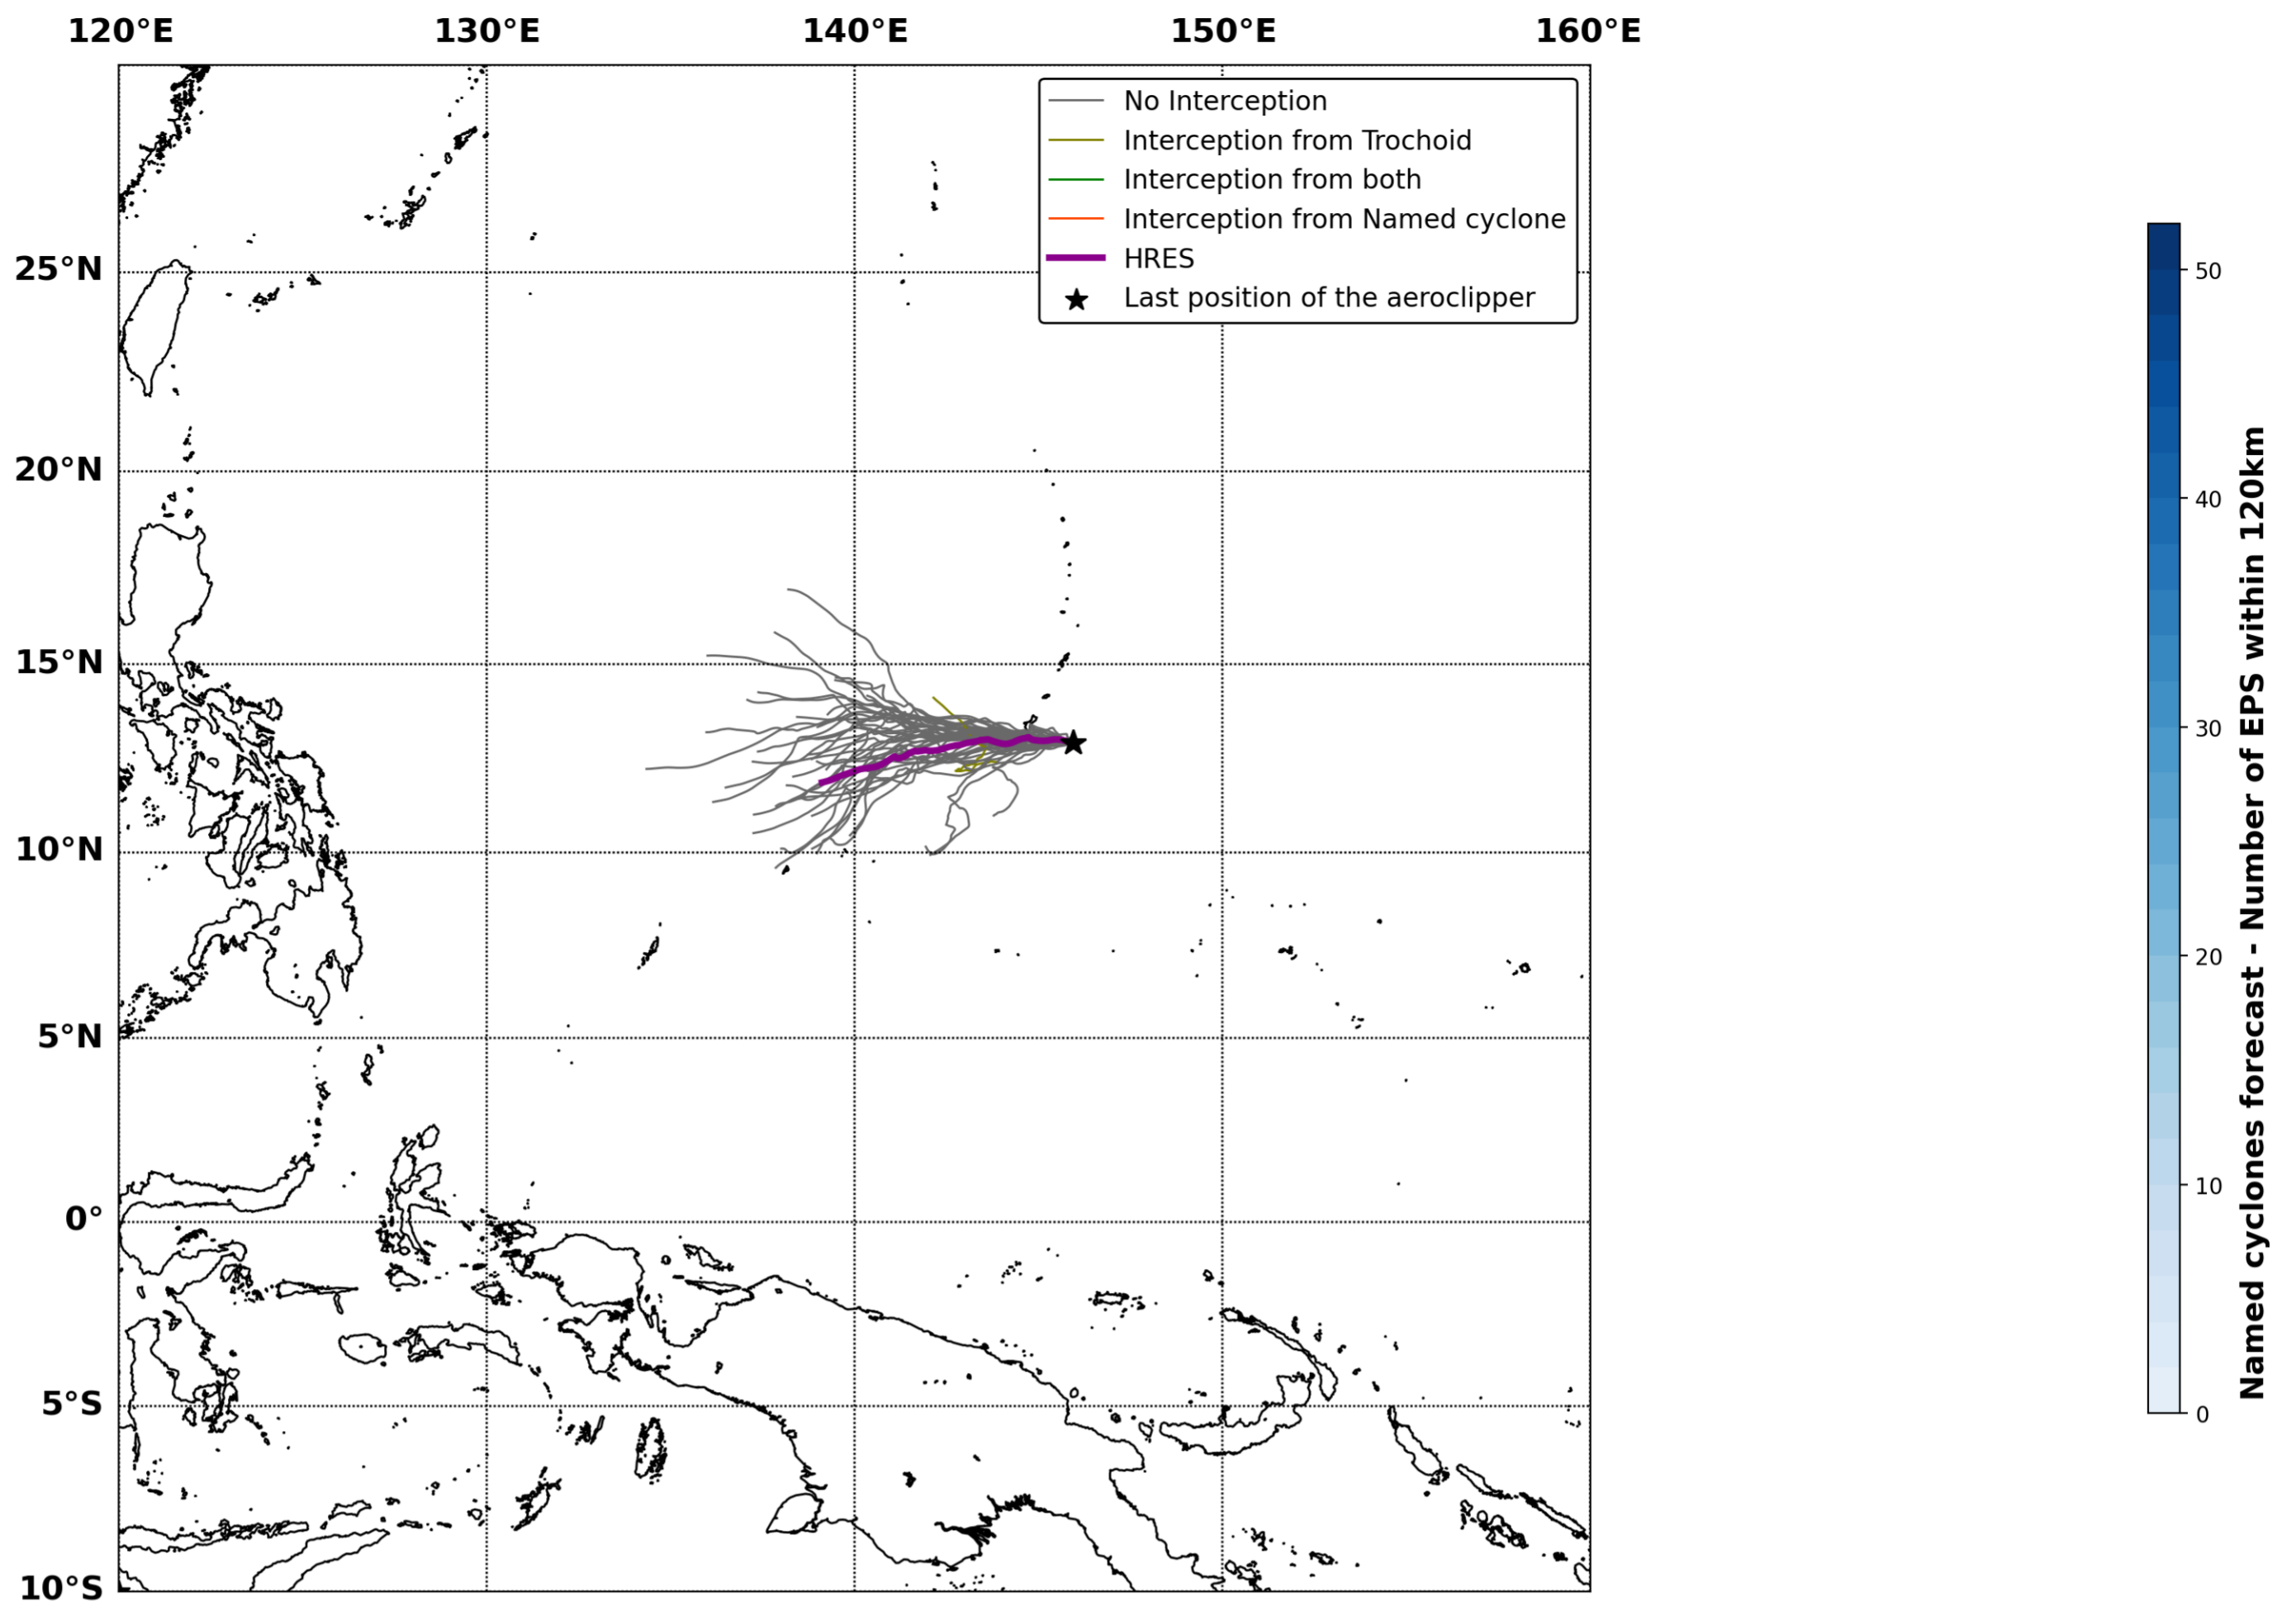 120°E 130°E 140°E 150°E 160°E
No Interception
Interception from Trochoid
Interception from both
Interception from Named cyclone
HRES
Last position of the aeroclipper
25°N
20°N
15°N
10°N
5°N
0°
5°S
10°S
50
40
30
20
10
0
Named cyclones forecast - Number of EPS within 120km